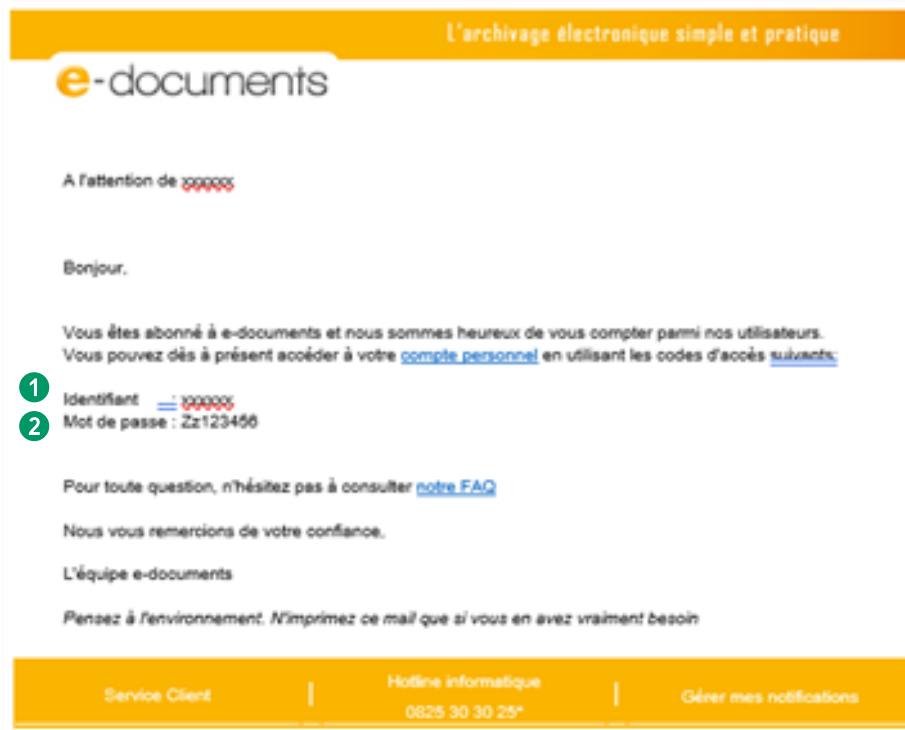 L'archivage électronique simple et pratique
e-documents
A l'attention de xxxxxx
Bonjour,
Vous êtes abonné à e-documents et nous sommes heureux de vous compter parmi nos utilisateurs.
Vous pouvez dès à présent accéder à votre compte personnel en utilisant les codes d'accès suivants:
1 Identifiant : xxxxxx
2 Mot de passe : Zz123456
Pour toute question, n'hésitez pas à consulter notre FAQ
Nous vous remercions de votre confiance,
L'équipe e-documents
Pensez à l'environnement. N'imprimez ce mail que si vous en avez vraiment besoin
Service Client | Hotline informatique | Gérer mes notifications
0825 30 30 25*